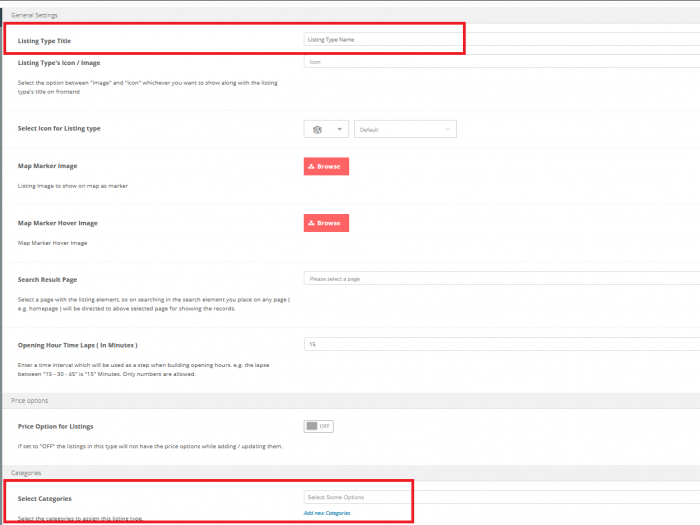 General Settings
Listing Type Title
Listing Type Name
Listing Type's Icon / Image
Icon
Select the option between "Image" and "Icon" whichever you want to show along with the listing
type's title on frontend
Select Icon for Listing type
Default
Map Marker Image
Browse
Listing Image to show on map as marker
Map Marker Hover Image
Browse
Map Marker Hover Image
Search Result Page
Please select a page
Select a page with the listing element, so on searching in the search element you place on any page (
e.g. homepage ) will be directed to above selected page for showing the records.
Opening Hour Time Laps ( In Minutes )
15
Enter a time interval which will be used as a step when building opening hours. e.g. the lapse
between "15 - 30 - 45" is "15" Minutes. Only numbers are allowed.
Price options
Price Option for Listings
OFF
If set to "OFF" the listings in this type will not have the price options while adding / updating them.
Categories
Select Categories
Select Some Options
Add new Categories
Select the categories to assign this listing type.